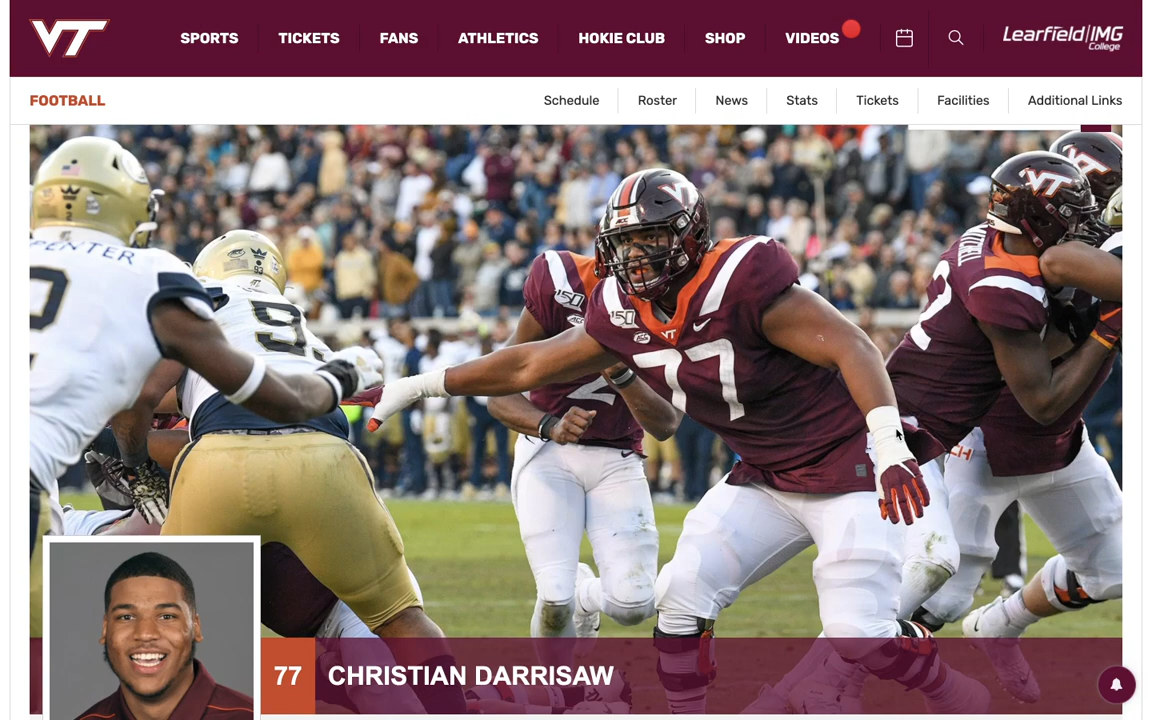 VT
SPORTS TICKETS FANS ATHLETICS HOKIE CLUB SHOP VIDEOS
Learfield|IMG
College
FOOTBALL
Schedule Roster News Stats Tickets Facilities Additional Links
PENTER
VT
ACC
150
150
VT
77
77 CHRISTIAN DARRISAW